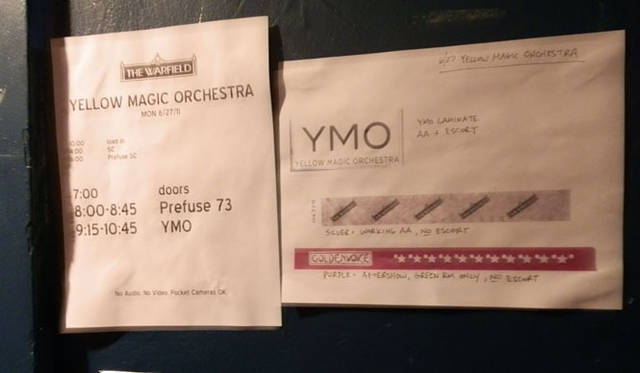 THE WARFIELD
YELLOW MAGIC ORCHESTRA
MON 6/27/11
load in
SC
Prefuse SC
7:00 doors
8:00-8:45 Prefuse 73
9:15-10:45 YMO
No Audio. No Video. Pocket Cameras OK
6/27 YELLOW MAGIC ORCHESTRA
YMO
YELLOW MAGIC ORCHESTRA
YMO LAMINATE
AA + ESCORT
SILVER = WORKING AA, NO ESCORT
GOLDENVOICE
PURPLE = AFTERSHOW, GREEN RM ONLY, NO ESCORT